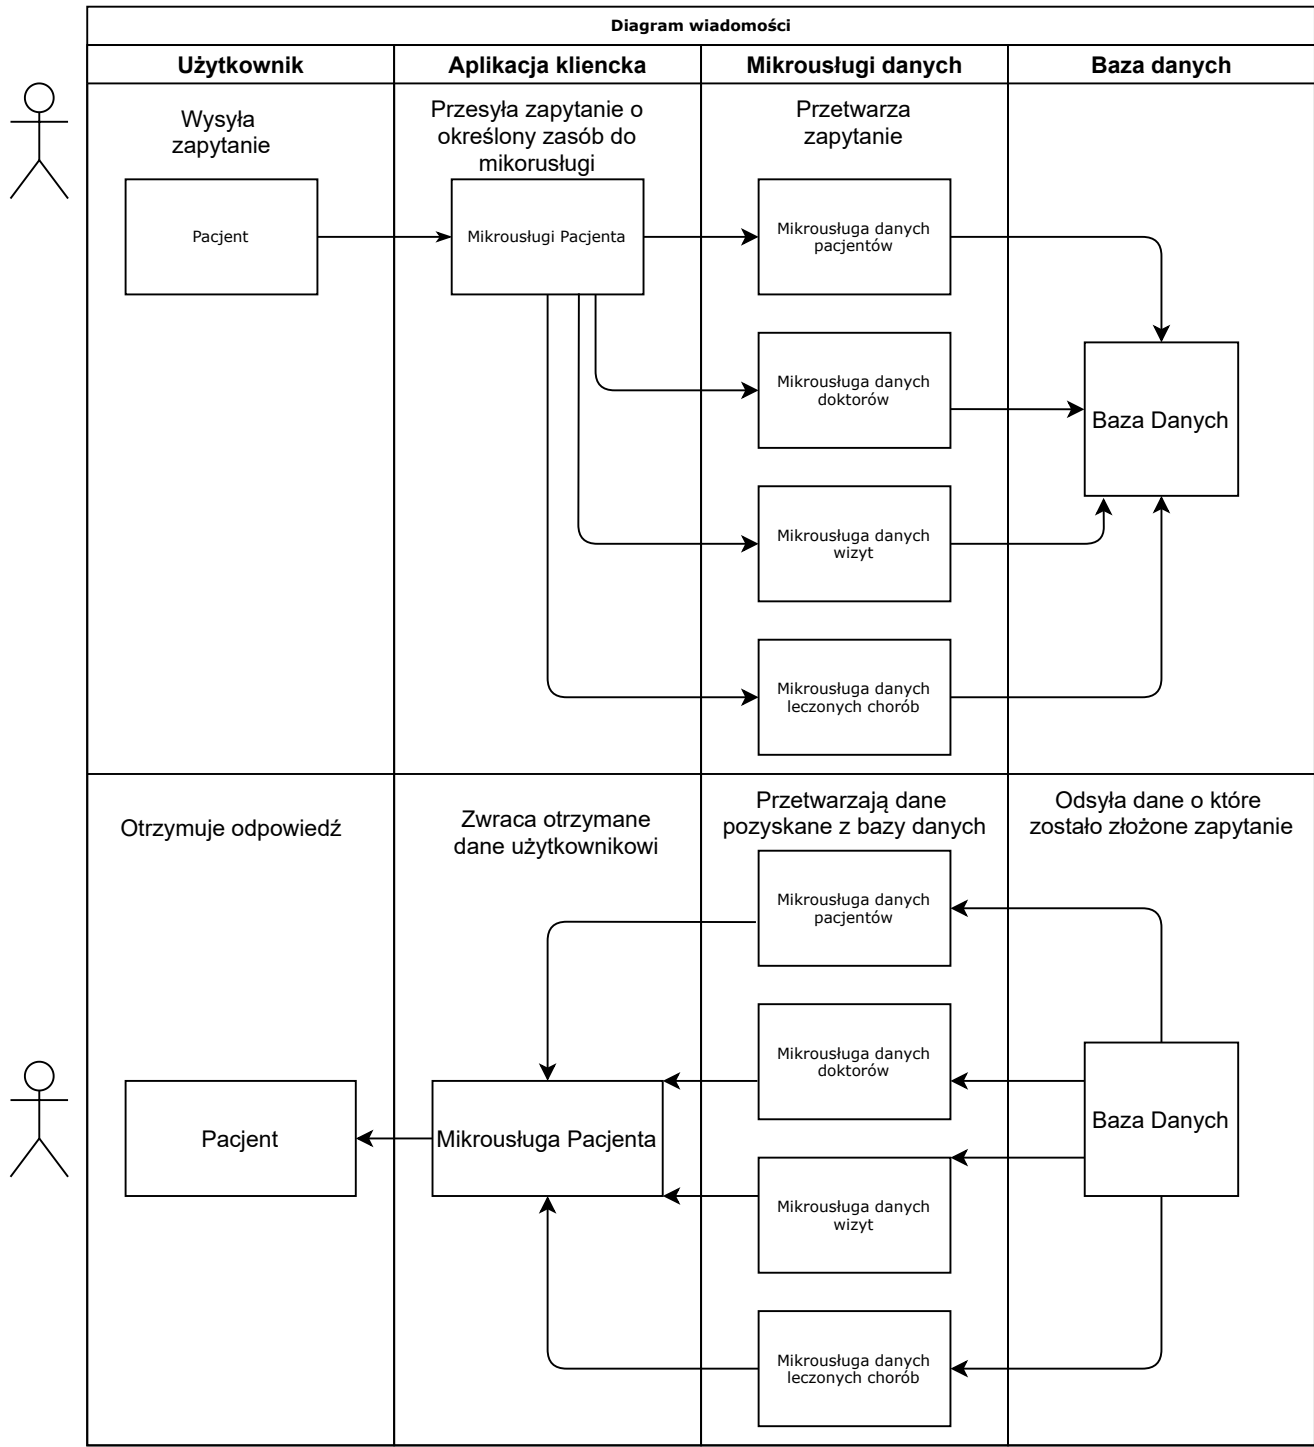 Diagram wiadomości
Użytkownik
Aplikacja kliencka
Mikrousługi danych
Baza danych
Wysyła
zapytanie
Przesyła zapytanie o
określony zasób do
mikorusługi
Przetwarza
zapytanie
Pacjent
Mikrousługi Pacjenta
Mikrousługa danych
pacjentów
Mikrousługa danych
doktorów
Baza Danych
Mikrousługa danych
wizyt
Mikrousługa danych
leczonych chorób
Otrzymuje odpowiedź
Zwraca otrzymane
dane użytkownikowi
Przetwarzają dane
pozyskane z bazy danych
Odsyła dane o które
zostało złożone zapytanie
Mikrousługa danych
pacjentów
Mikrousługa danych
doktorów
Pacjent
Mikrousługa Pacjenta
Baza Danych
Mikrousługa danych
wizyt
Mikrousługa danych
leczonych chorób